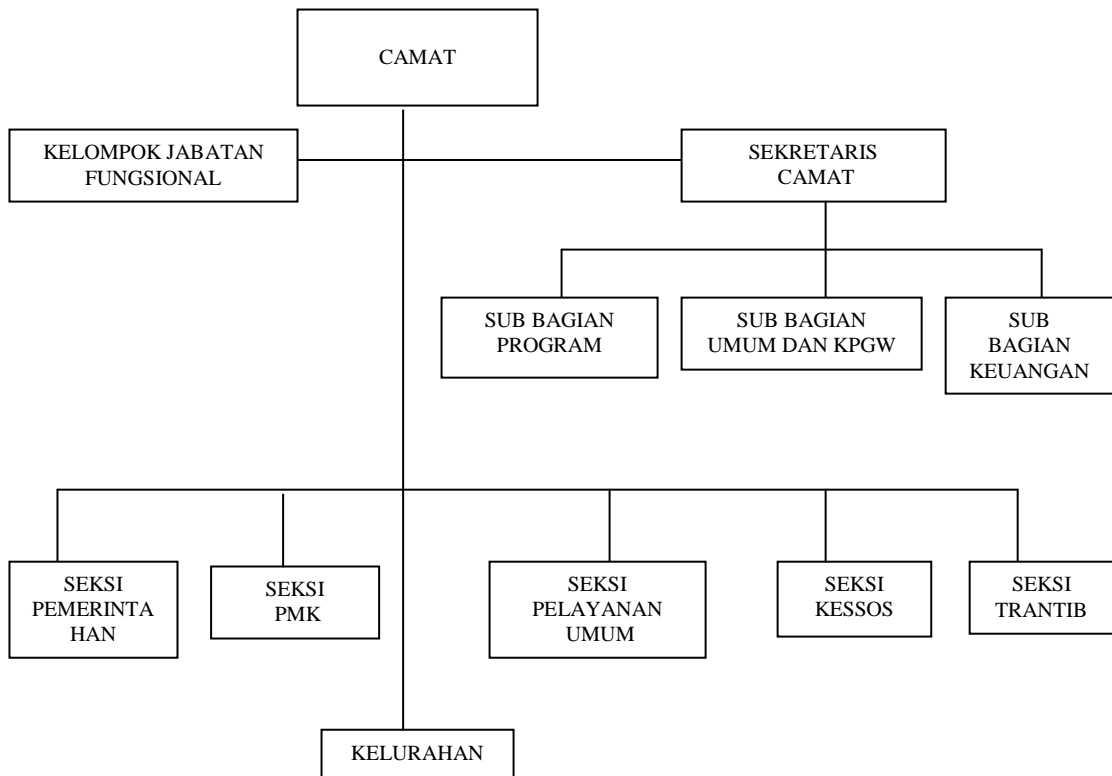 CAMAT
KELOMPOK JABATAN
FUNGSIONAL
SEKRETARIS
CAMAT
SUB BAGIAN
PROGRAM
SUB BAGIAN
UMUM DAN KPGW
SUB
BAGIAN
KEUANGAN
SEKSI
PEMERINTA
HAN
SEKSI
PMK
SEKSI
PELAYANAN
UMUM
SEKSI
KESSOS
SEKSI
TRANTIB
KELURAHAN